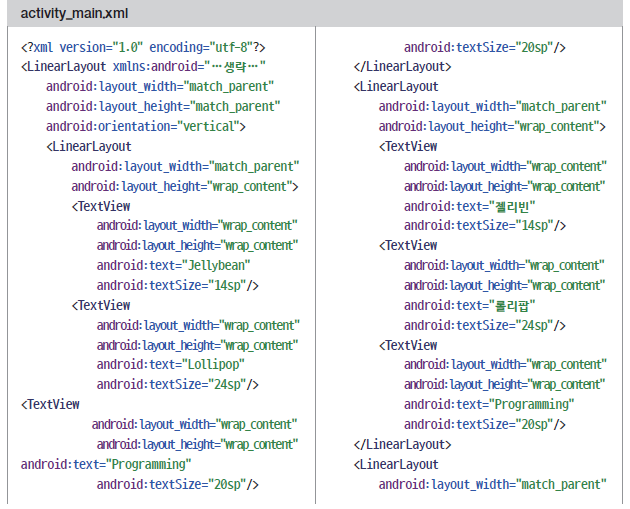 activity_main.xml
<?xml version="1.0" encoding="utf-8"?>
<LinearLayout xmlns:android="…생략…"
android:layout_width="match_parent"
android:layout_height="match_parent"
android:orientation="vertical">
<LinearLayout
android:layout_width="match_parent"
android:layout_height="wrap_content">
<TextView
android:layout_width="wrap_content"
android:layout_height="wrap_content"
android:text="Jellybean"
android:textSize="14sp"/>
<TextView
android:layout_width="wrap_content"
android:layout_height="wrap_content"
android:text="Lollipop"
android:textSize="24sp"/>
<TextView
android:layout_width="wrap_content"
android:layout_height="wrap_content"
android:text="Programming"
android:textSize="20sp"/>
android:textSize="20sp"/>
</LinearLayout>
<LinearLayout
android:layout_width="match_parent"
android:layout_height="wrap_content">
<TextView
android:layout_width="wrap_content"
android:layout_height="wrap_content"
android:text="젤리빈"
android:textSize="14sp"/>
<TextView
android:layout_width="wrap_content"
android:layout_height="wrap_content"
android:text="롤리팝"
android:textSize="24sp"/>
<TextView
android:layout_width="wrap_content"
android:layout_height="wrap_content"
android:text="Programming"
android:textSize="20sp"/>
</LinearLayout>
<LinearLayout
android:layout_width="match_parent"